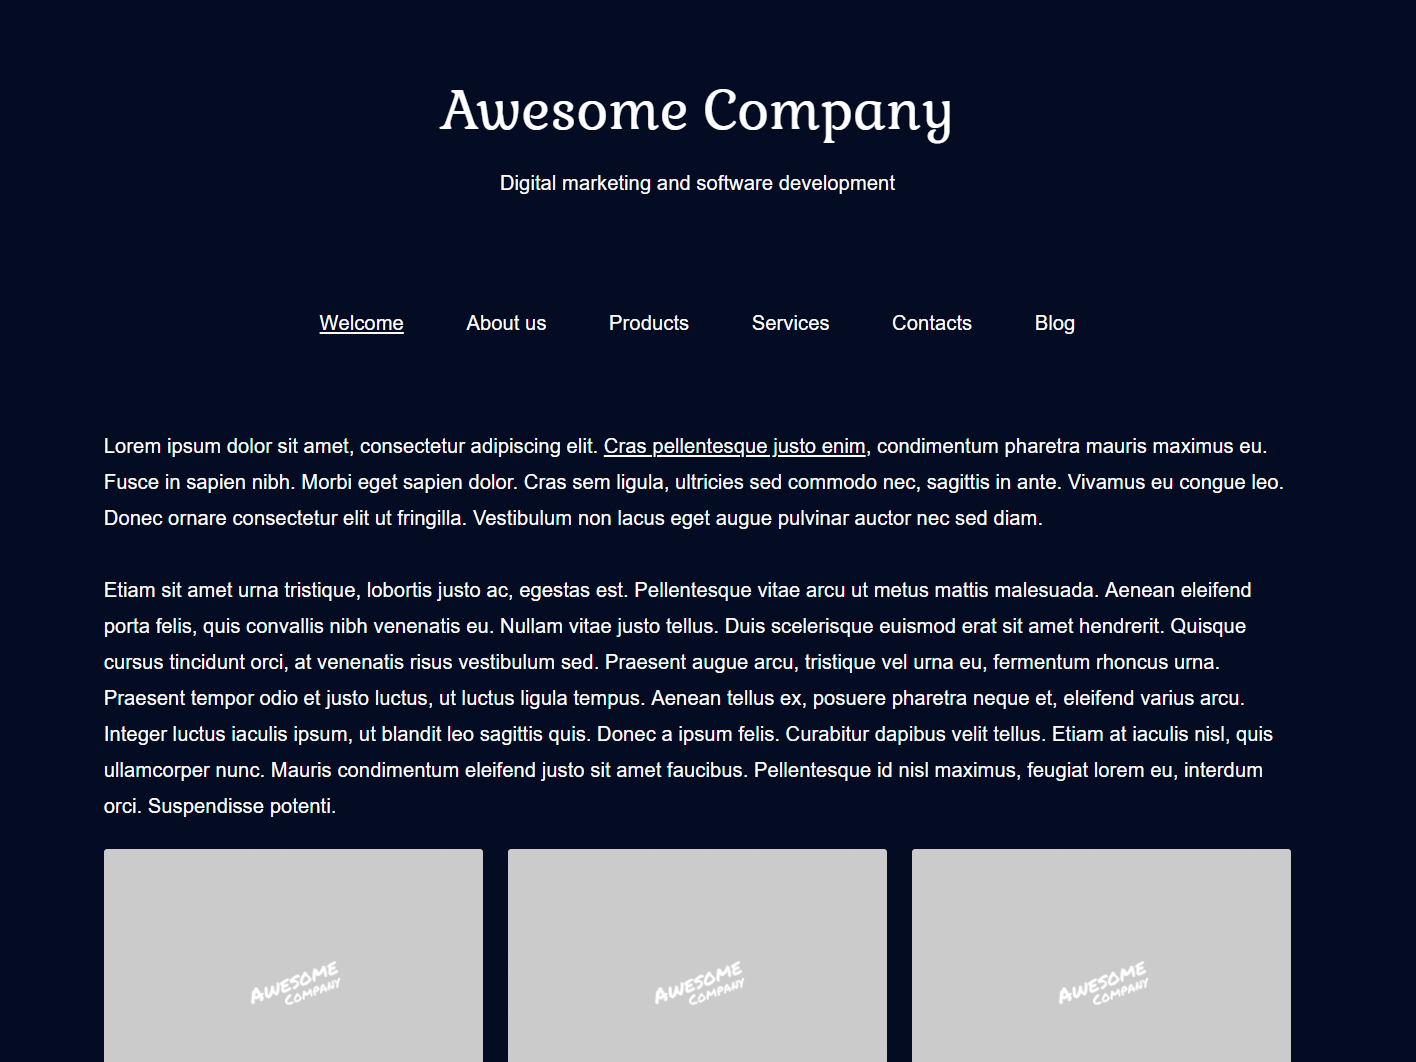 Awesome Company
Digital marketing and software development
Welcome About us Products Services Contacts Blog
Lorem ipsum dolor sit amet, consectetur adipiscing elit. Cras pellentesque justo enim, condimentum pharetra mauris maximus eu.
Fusce in sapien nibh. Morbi eget sapien dolor. Cras sem ligula, ultricies sed commodo nec, sagittis in ante. Vivamus eu congue leo.
Donec ornare consectetur elit ut fringilla. Vestibulum non lacus eget augue pulvinar auctor nec sed diam.
Etiam sit amet urna tristique, lobortis justo ac, egestas est. Pellentesque vitae arcu ut metus mattis malesuada. Aenean eleifend
porta felis, quis convallis nibh venenatis eu. Nullam vitae justo tellus. Duis scelerisque euismod erat sit amet hendrerit. Quisque
cursus tincidunt orci, at venenatis risus vestibulum sed. Praesent augue arcu, tristique vel urna eu, fermentum rhoncus urna.
Praesent tempor odio et justo luctus, ut luctus ligula tempus. Aenean tellus ex, posuere pharetra neque et, eleifend varius arcu.
Integer luctus iaculis ipsum, ut blandit leo sagittis quis. Donec a ipsum felis. Curabitur dapibus velit tellus. Etiam at iaculis nisl, quis
ullamcorper nunc. Mauris condimentum eleifend justo sit amet faucibus. Pellentesque id nisl maximus, feugiat lorem eu, interdum
orci. Suspendisse potenti.
AWESOME
COMPANY
AWESOME
COMPANY
AWESOME
COMPANY